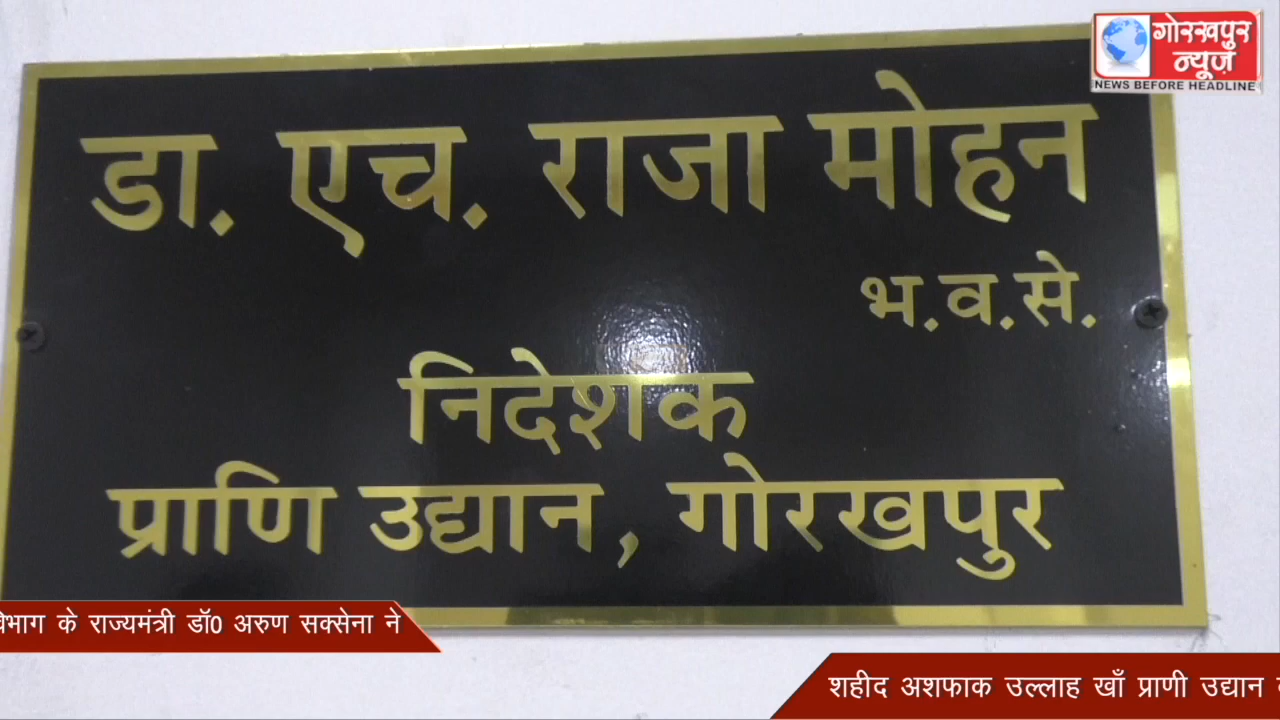 गोरखपुर
न्यूज़
NEWS BEFORE HEADLINE
डा. एच. राजा मोहन
भ.व.से.
निदेशक
प्राणि उद्यान, गोरखपुर
के राज्यमंत्री डॉ0 अरुण सक्सेना ने
शहीद अशफाक उल्लाह खाँ प्राणी उद्यान